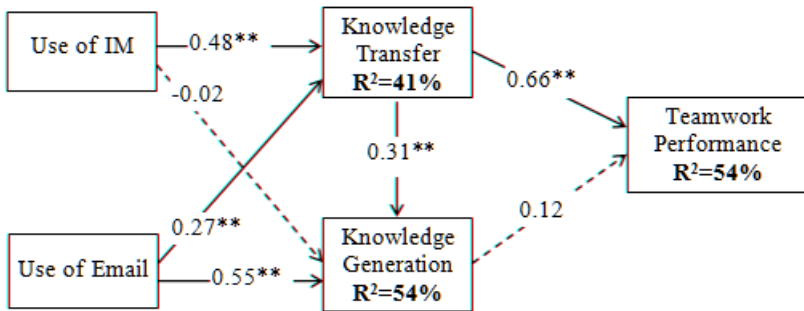 Use of IM
0.48**
Knowledge
Transfer
R²=41%
-0.02
0.66**
Teamwork
Performance
R²=54%
0.31**
0.27**
0.12
Use of Email
0.55**
Knowledge
Generation
R²=54%